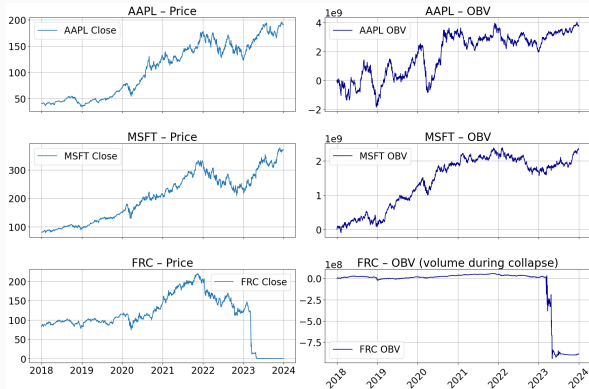 AAPL – Price
AAPL Close
200
150
100
50
AAPL – OBV
1e9
AAPL OBV
4
2
0
−2
MSFT – Price
MSFT Close
300
200
100
MSFT – OBV
1e9
MSFT OBV
2
1
0
FRC – Price
FRC Close
200
150
100
50
0
2018 2019 2020 2021 2022 2023 2024
FRC – OBV (volume during collapse)
1e8
FRC OBV
0.0
−2.5
−5.0
−7.5
2018 2019 2020 2021 2022 2023 2024